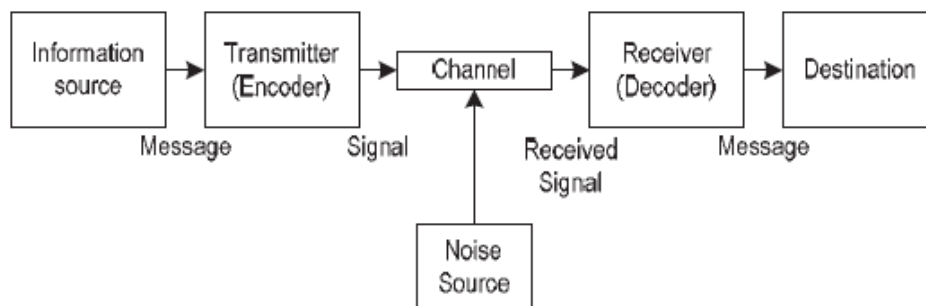 Information
source
Transmitter
(Encoder)
Channel
Receiver
(Decoder)
Destination
Message
Signal
Received
Signal
Message
Noise
Source